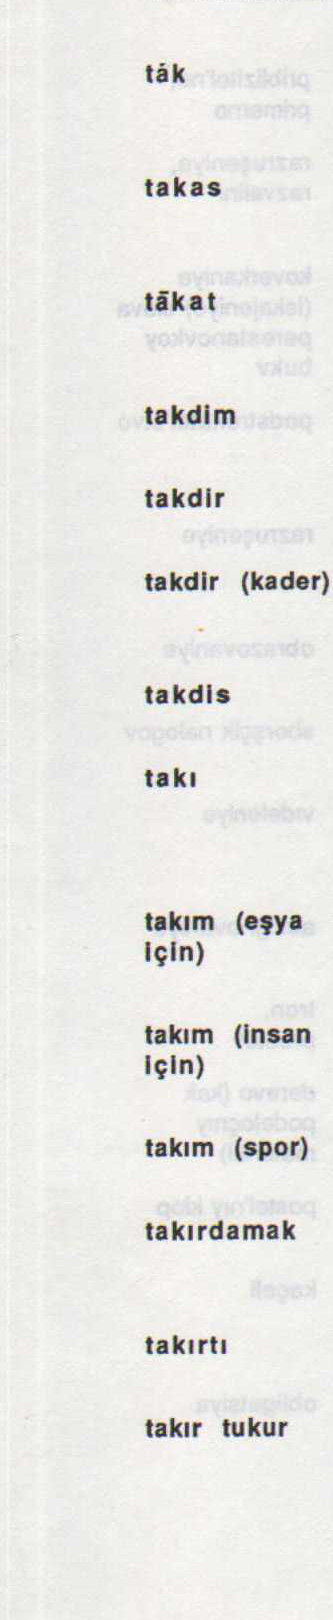 ták
takas
tākat
takdim
takdir
takdir (kader)
takdis
takı
takım (eşya
için)
takım (insan
için)
takım (spor)
takırdamak
takırtı
takır tukur